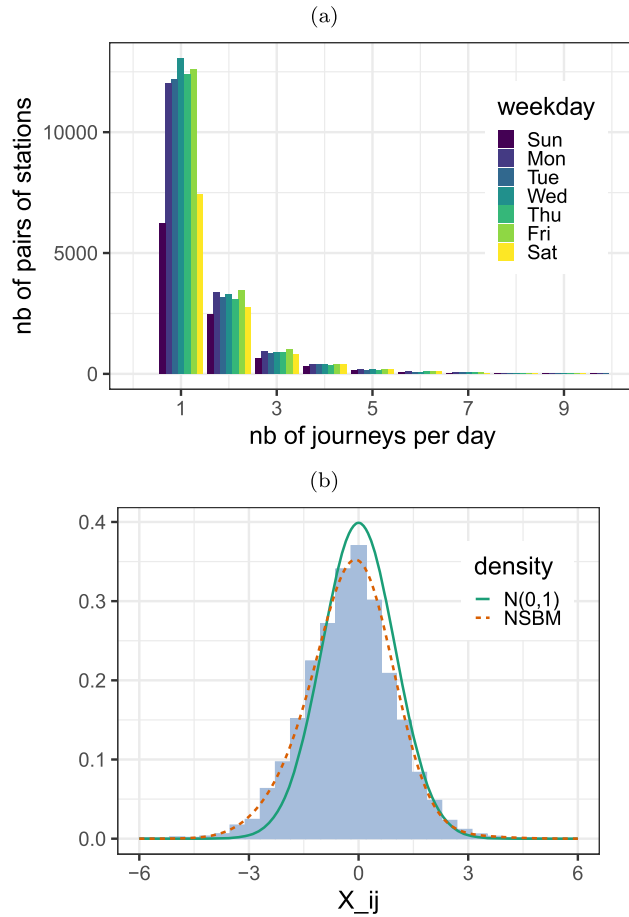 (a)
nb of pairs of stations
10000
5000
0
weekday
Sun
Mon
Tue
Wed
Thu
Fri
Sat
1 3 5 7 9
nb of journeys per day
(b)
0.4
0.3
0.2
0.1
0.0
density
N(0,1)
NSBM
−6 −3 0 3 6
X_ij